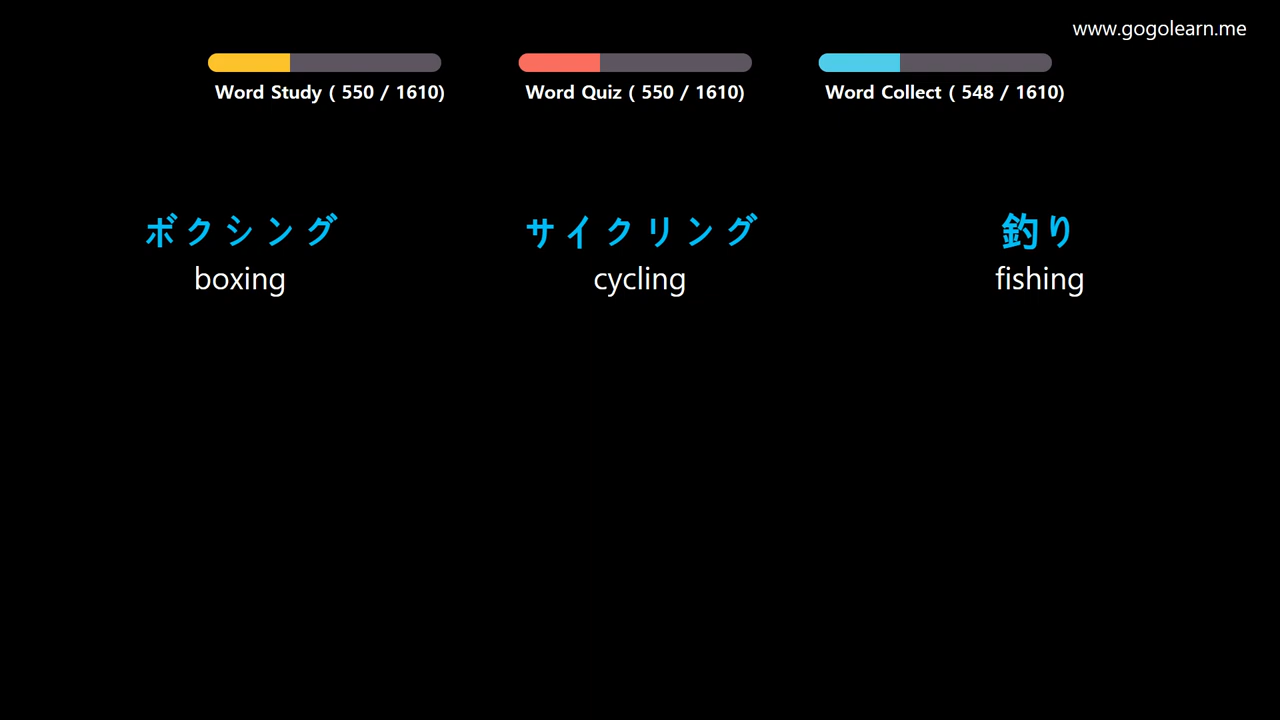 www.gogolearn.me
Word Study ( 550 / 1610)
Word Quiz ( 550 / 1610)
Word Collect ( 548 / 1610)
ボクシング
boxing
サイクリング
cycling
釣り
fishing